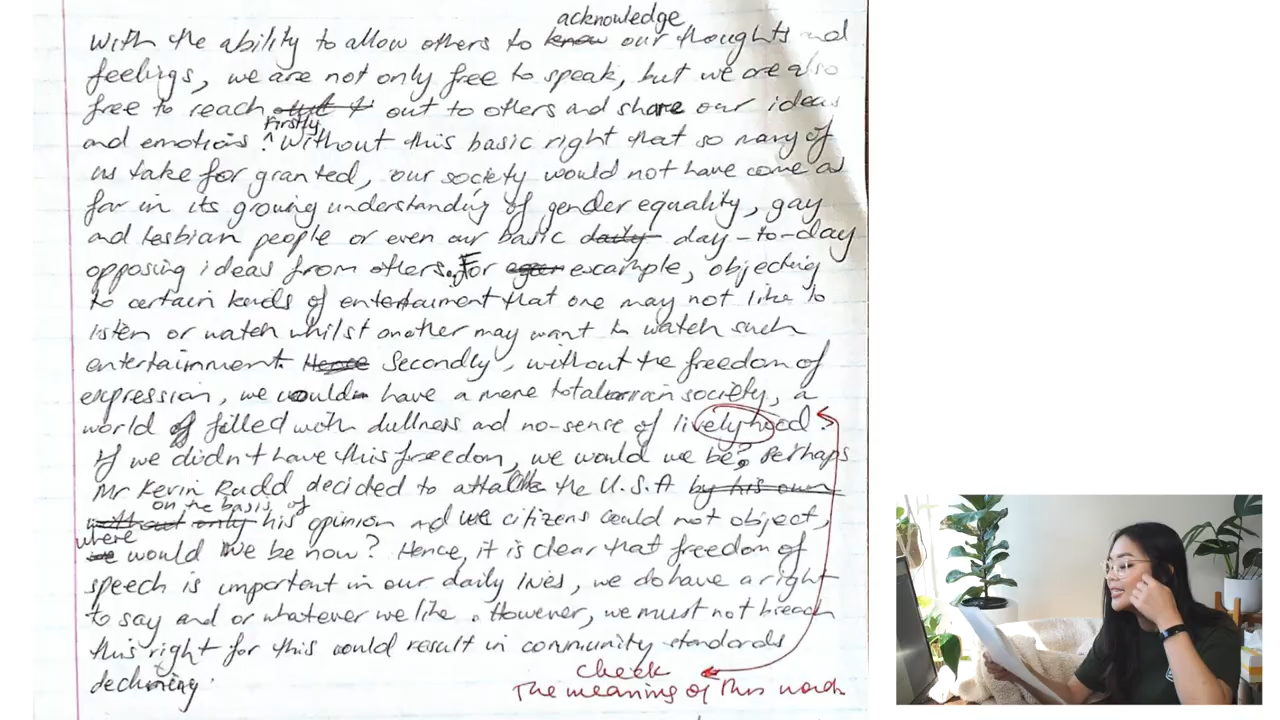 acknowledge
With the ability to allow others to know our thoughts and
feelings, we are not only free to speak, but we are also
free to reach out to others and share our ideas
Firstly
and emotions. ^ Without this basic right that so many of
us take for granted, our society would not have come as
far in its growing understanding of gender equality, gay
and lesbian people or even our basic daily day-to-day
opposing ideas from others. For example, objecting
to certain kinds of entertaiment that one may not like to
listen or watch whilst another may want to watch such
entertainment. Hence Secondly, without the freedom of
expression, we would have a mere society, a
world of filled with dullness and no-sense of livelyhood.
If we didn't have this freedom, we would we be? Perhaps
Mr Kevin Rudd decided to the U.S.A by his own
on the basis of
without only his opinion and we citizens could not object,
where
would we be now? Hence, it is clear that freedom of
speech is important in our daily lives, we do have a right
to say and or whatever we like. However, we must not breach
this right for this would result in community standards
declining.
check
The meaning of this word